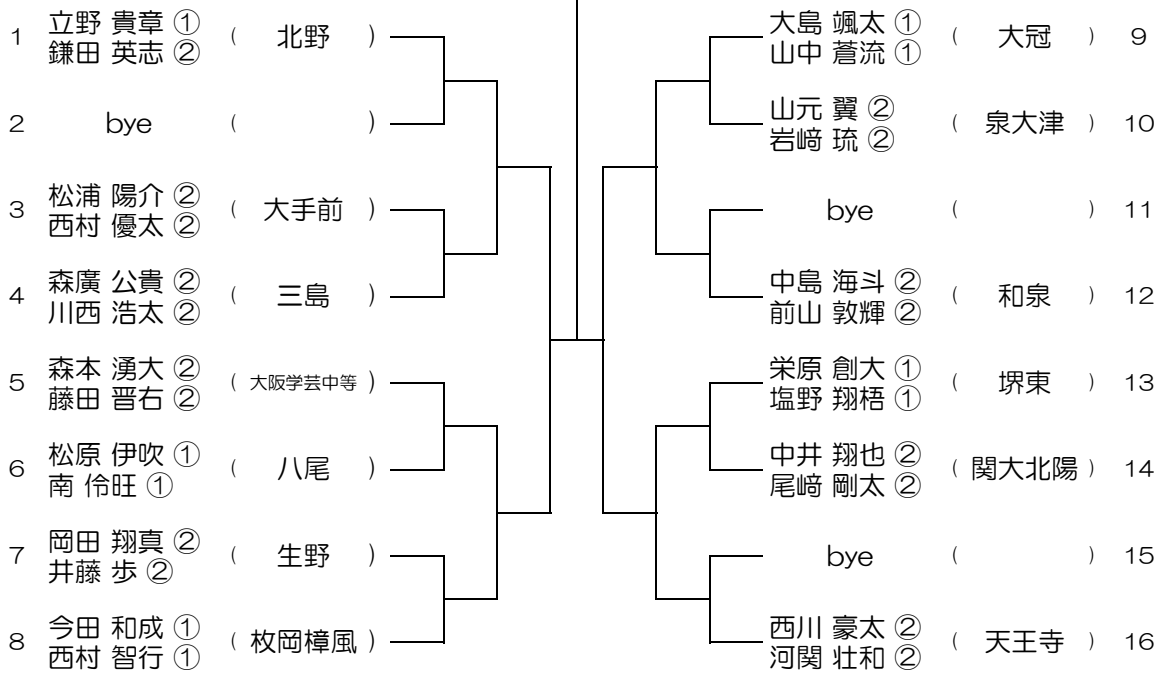 1 立野 貴章 ① ( 北野 )
鎌田 英志 ②
2 bye ( )
3 松浦 陽介 ② ( 大手前 )
西村 優太 ②
4 森廣 公貴 ② ( 三島 )
川西 浩太 ②
5 森本 湧大 ② ( 大阪学芸中等 )
藤田 晋右 ②
6 松原 伊吹 ① ( 八尾 )
南 伶旺 ①
7 岡田 翔真 ② ( 生野 )
井藤 歩 ②
8 今田 和成 ① ( 枚岡樟風 )
西村 智行 ①
大島 颯太 ① ( 大冠 ) 9
山中 蒼流 ①
山元 翼 ② ( 泉大津 ) 10
岩﨑 琉 ②
bye ( ) 11
中島 海斗 ② ( 和泉 ) 12
前山 敦輝 ②
栄原 創大 ① ( 堺東 ) 13
塩野 翔梧 ①
中井 翔也 ② ( 関大北陽 ) 14
尾﨑 剛太 ②
bye ( ) 15
西川 豪太 ② ( 天王寺 ) 16
河関 壮和 ②